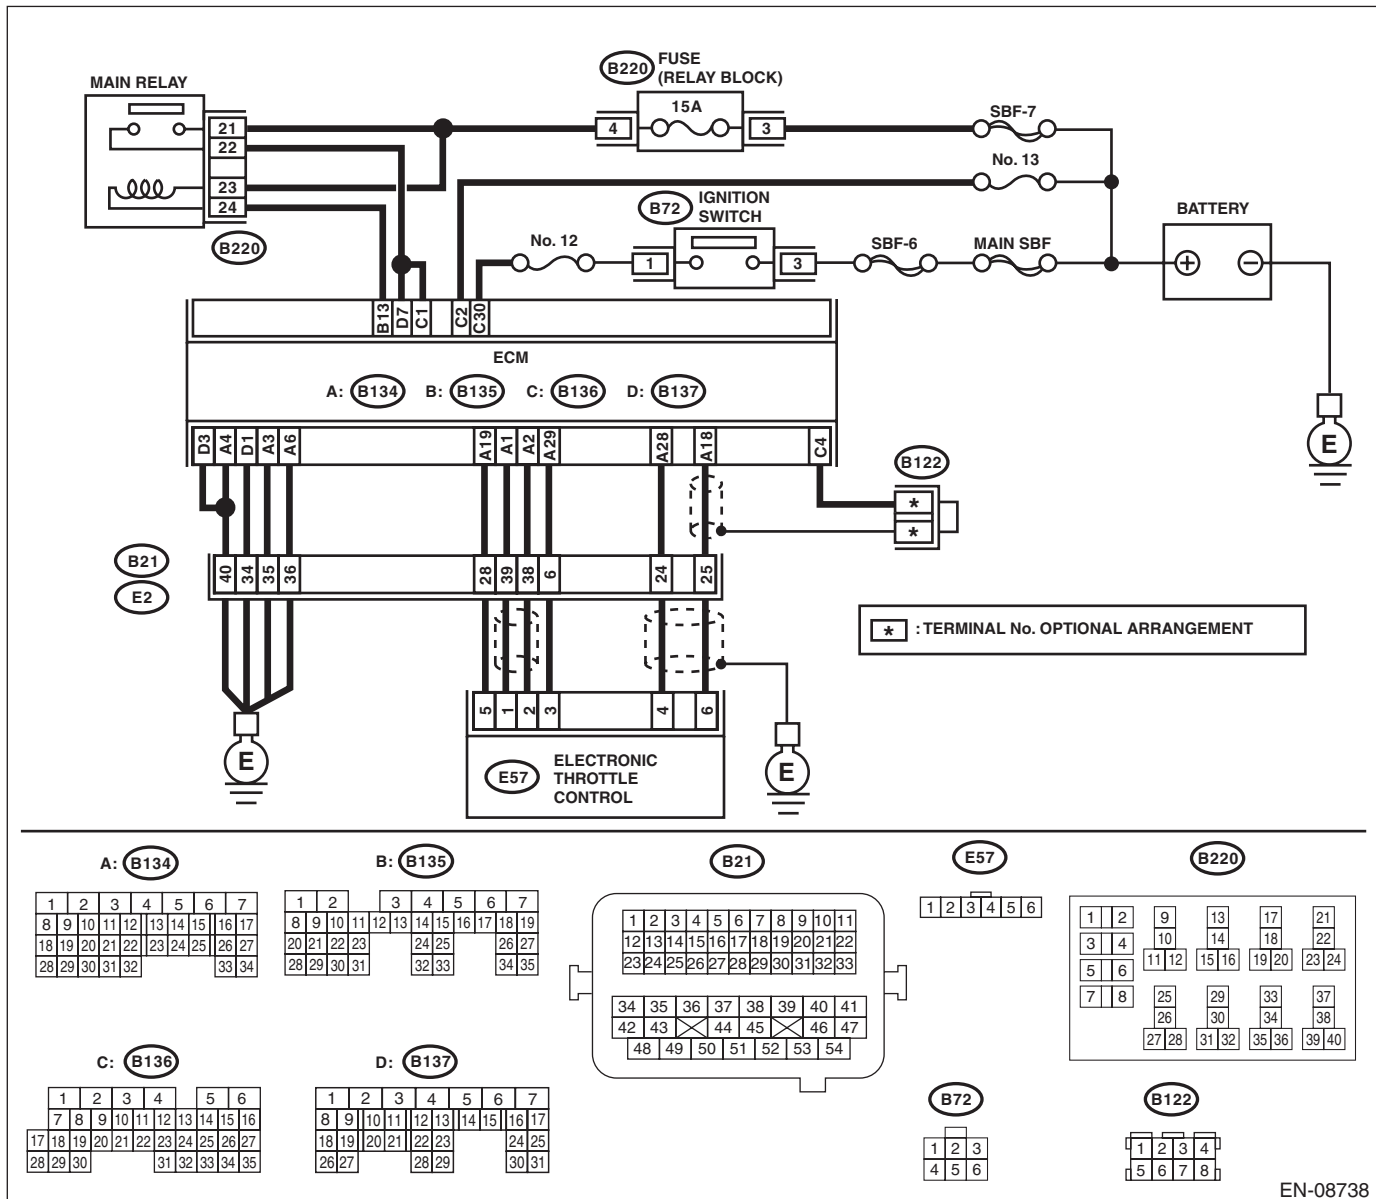 MAIN RELAY
21
22
23
24
B220
B220 FUSE
(RELAY BLOCK)
15A
4
3
SBF-7
No. 13
B72 IGNITION
SWITCH
No. 12
1
3
SBF-6
MAIN SBF
BATTERY
+ −
E
B13 D7 C1 C2 C30
ECM
A: B134 B: B135 C: B136 D: B137
D3 A4 D1 A3 A6 A19 A1 A2 A29 A28 A18 C4
B122
*
*
B21
E2
40 34 35 36 28 39 38 6 24 25
* : TERMINAL No. OPTIONAL ARRANGEMENT
5 1 2 3 4 6
E57 ELECTRONIC
THROTTLE
CONTROL
E
E
A: B134
1 2 3 4 5 6 7
8 9 10 11 12 13 14 15 16 17
18 19 20 21 22 23 24 25 26 27
28 29 30 31 32 33 34
B: B135
1 2 3 4 5 6 7
8 9 10 11 12 13 14 15 16 17 18 19
20 21 22 23 24 25 26 27
28 29 30 31 32 33 34 35
B21
1 2 3 4 5 6 7 8 9 10 11
12 13 14 15 16 17 18 19 20 21 22
23 24 25 26 27 28 29 30 31 32 33
34 35 36 37 38 39 40 41
42 43 44 45 46 47
48 49 50 51 52 53 54
E57
1 2 3 4 5 6
B220
1 2 9 13 17 21
3 4 10 14 18 22
11 12 15 16 19 20 23 24
5 6
7 8 25 29 33 37
26 30 34 38
27 28 31 32 35 36 39 40
C: B136
1 2 3 4 5 6
7 8 9 10 11 12 13 14 15 16
17 18 19 20 21 22 23 24 25 26 27
28 29 30 31 32 33 34 35
D: B137
1 2 3 4 5 6 7
8 9 10 11 12 13 14 15 16 17
18 19 20 21 22 23 24 25
26 27 28 29 30 31
B72
1 2 3
4 5 6
B122
1 2 3 4
5 6 7 8
EN-08738